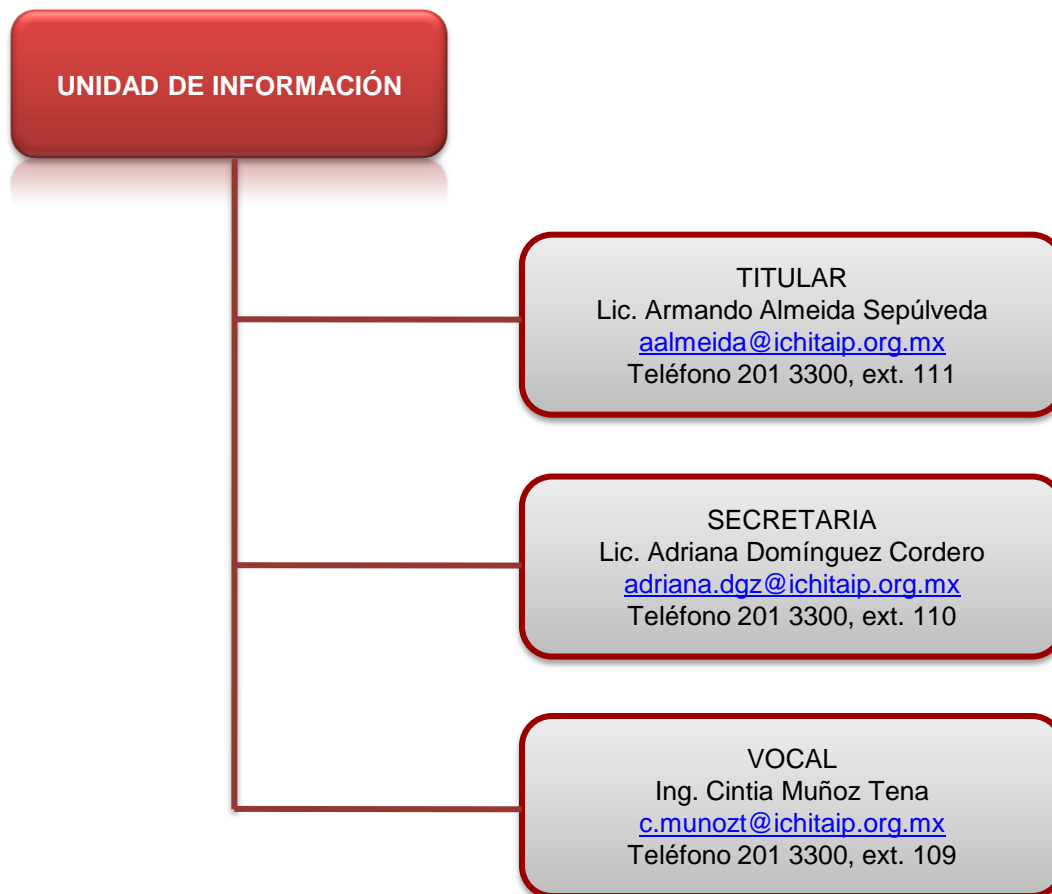 UNIDAD DE INFORMACIÓN
TITULAR
Lic. Armando Almeida Sepúlveda
aalmeida@ichitaip.org.mx
Teléfono 201 3300, ext. 111
SECRETARIA
Lic. Adriana Domínguez Cordero
adriana.dgz@ichitaip.org.mx
Teléfono 201 3300, ext. 110
VOCAL
Ing. Cintia Muñoz Tena
c.munozt@ichitaip.org.mx
Teléfono 201 3300, ext. 109